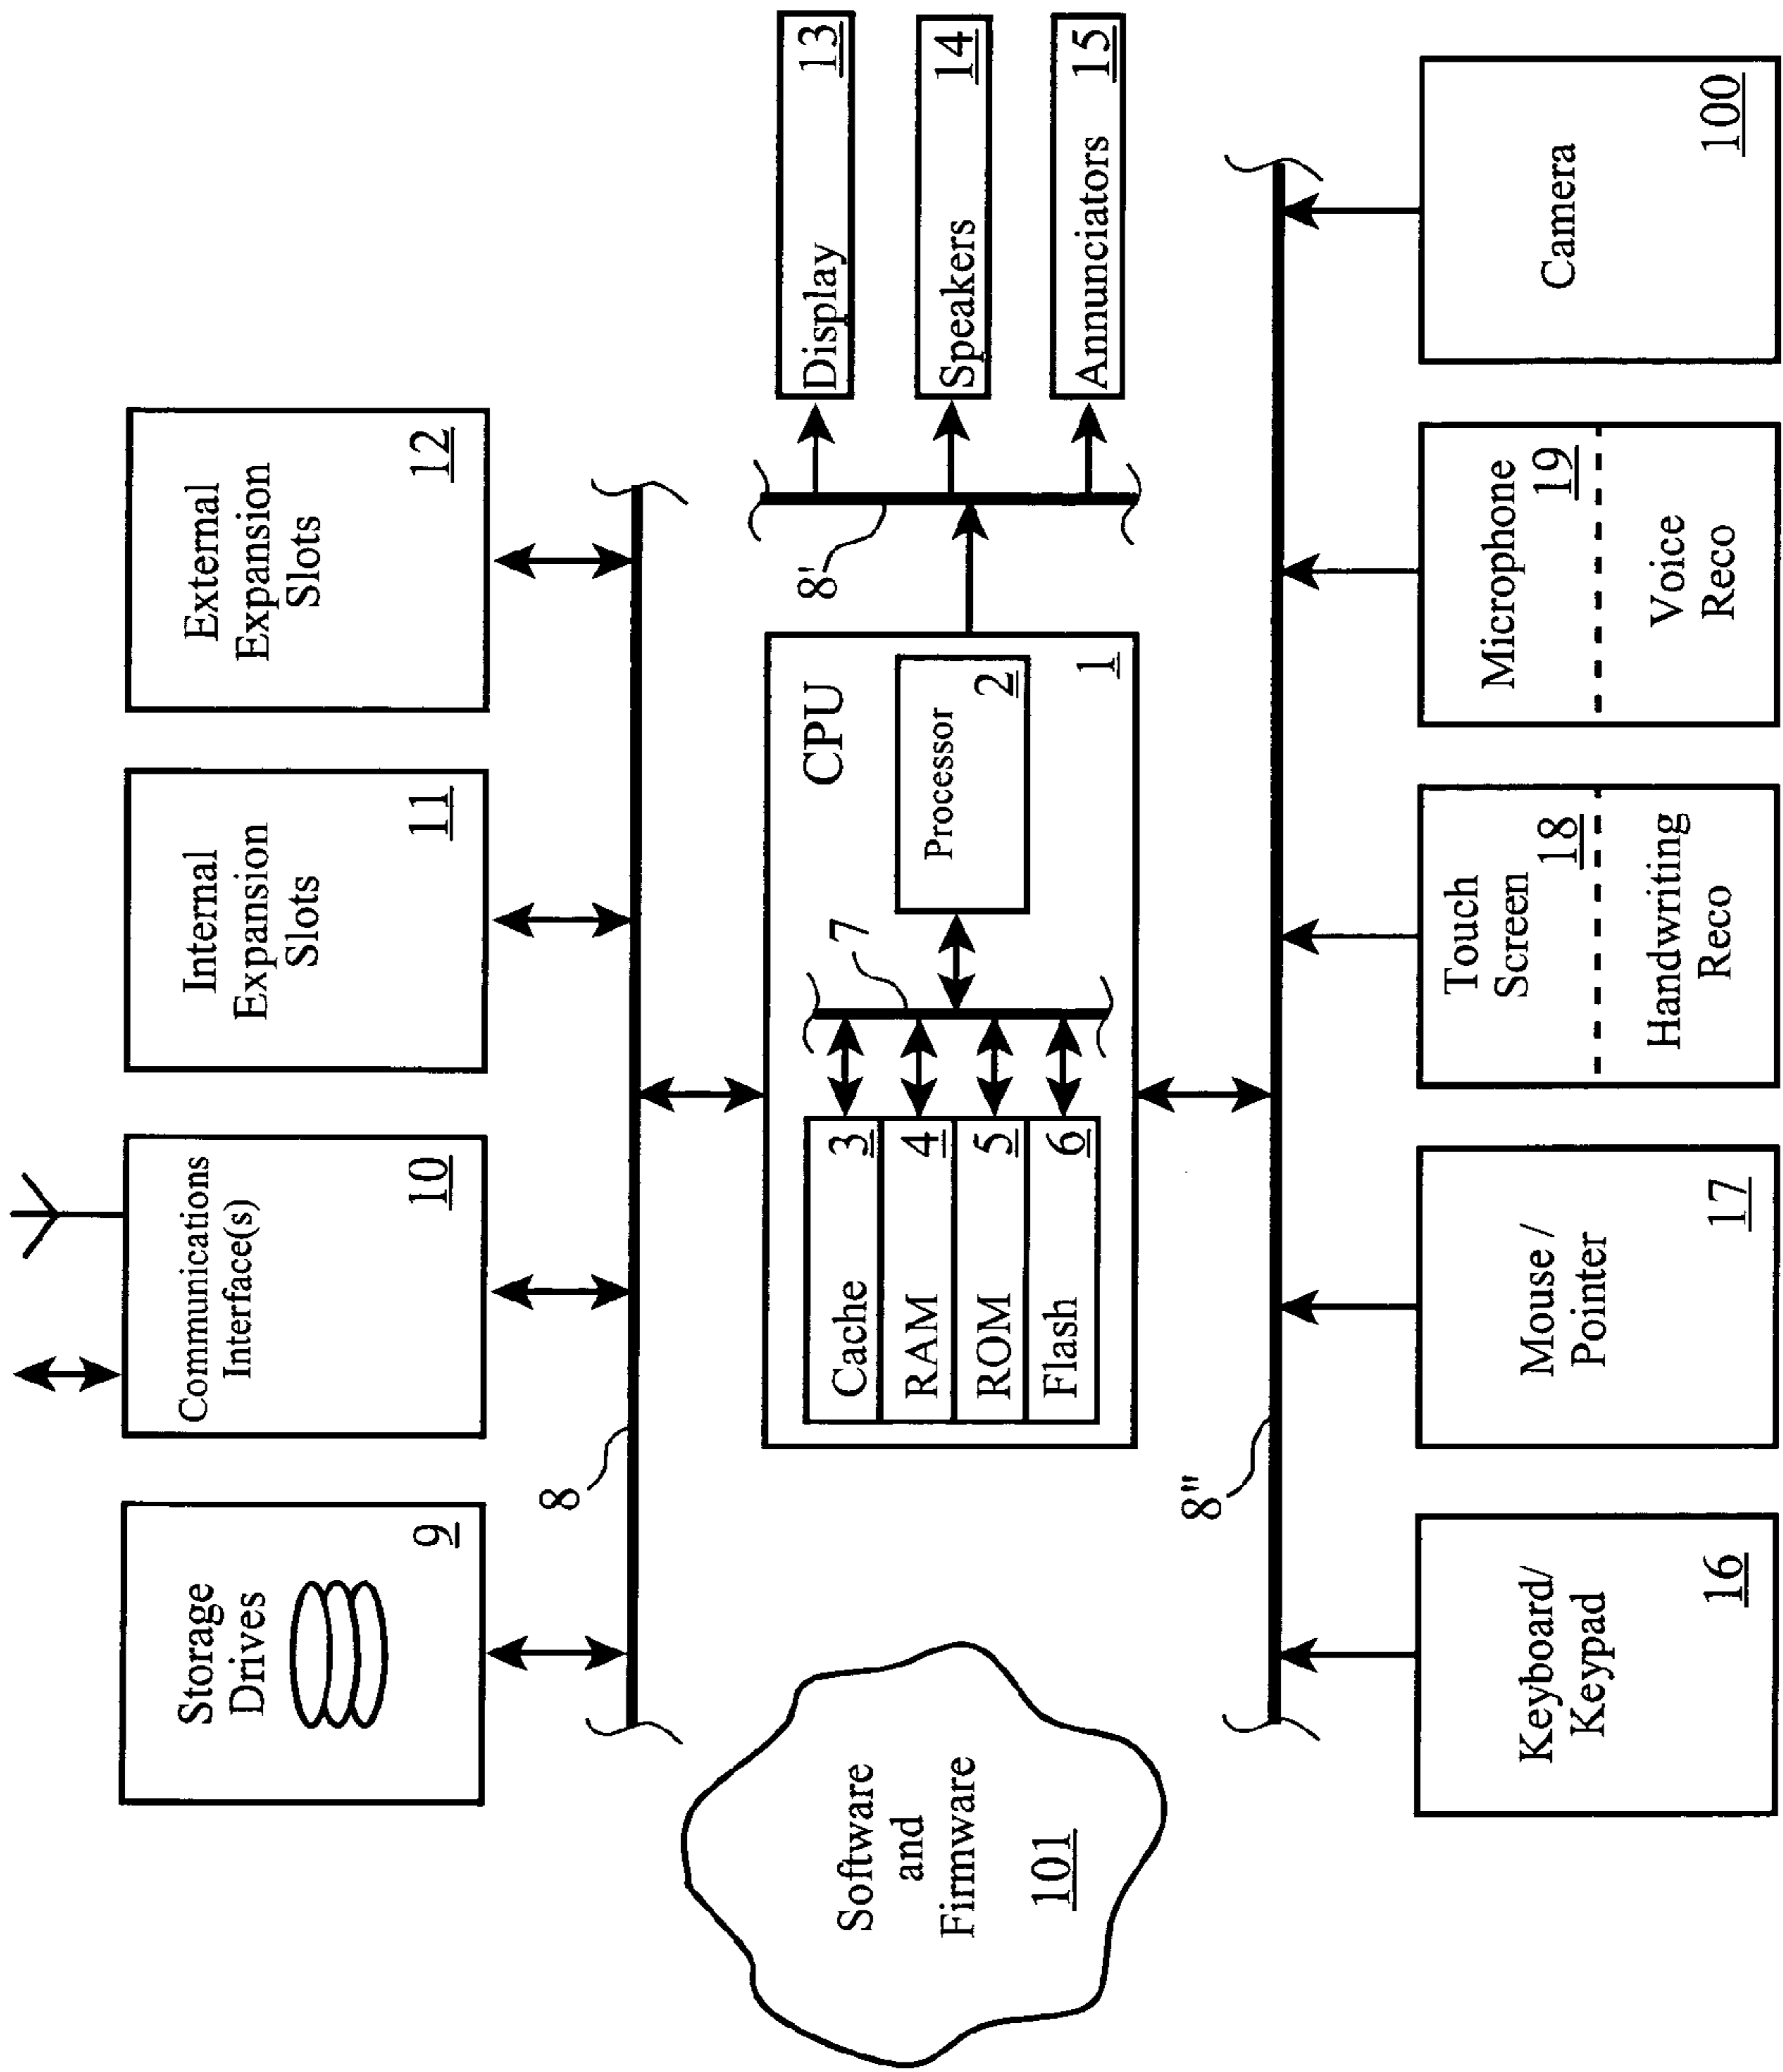 Storage
Drives
9
Communications
Interface(s)
10
Internal
Expansion
Slots
11
External
Expansion
Slots
12
8
CPU
Cache 3
RAM 4
ROM 5
Flash 6
7
Processor
2
1
8'
Display 13
Speakers 14
Annunciators 15
Software
and
Firmware
101
8"
Keyboard/
Keypad
16
Mouse /
Pointer
17
Touch
Screen
18
Handwriting
Reco
Microphone
19
Voice
Reco
Camera
100